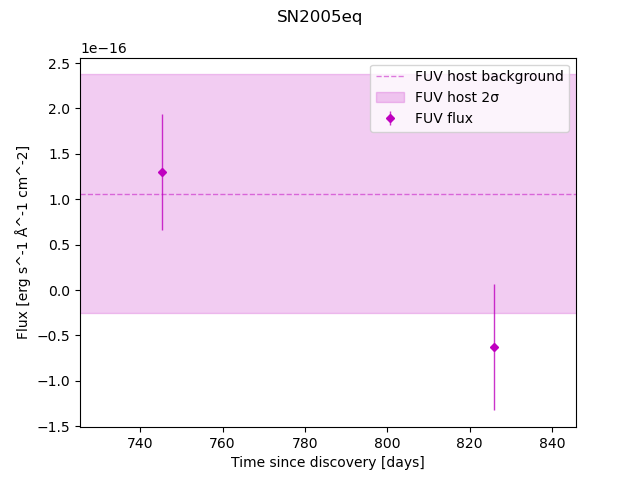 SN2005eq
1e−16
FUV host background
FUV host 2σ
FUV flux
2.5
2.0
1.5
1.0
0.5
0.0
−0.5
−1.0
−1.5
Flux [erg s^-1 Å^-1 cm^-2]
740
760
780
800
820
840
Time since discovery [days]